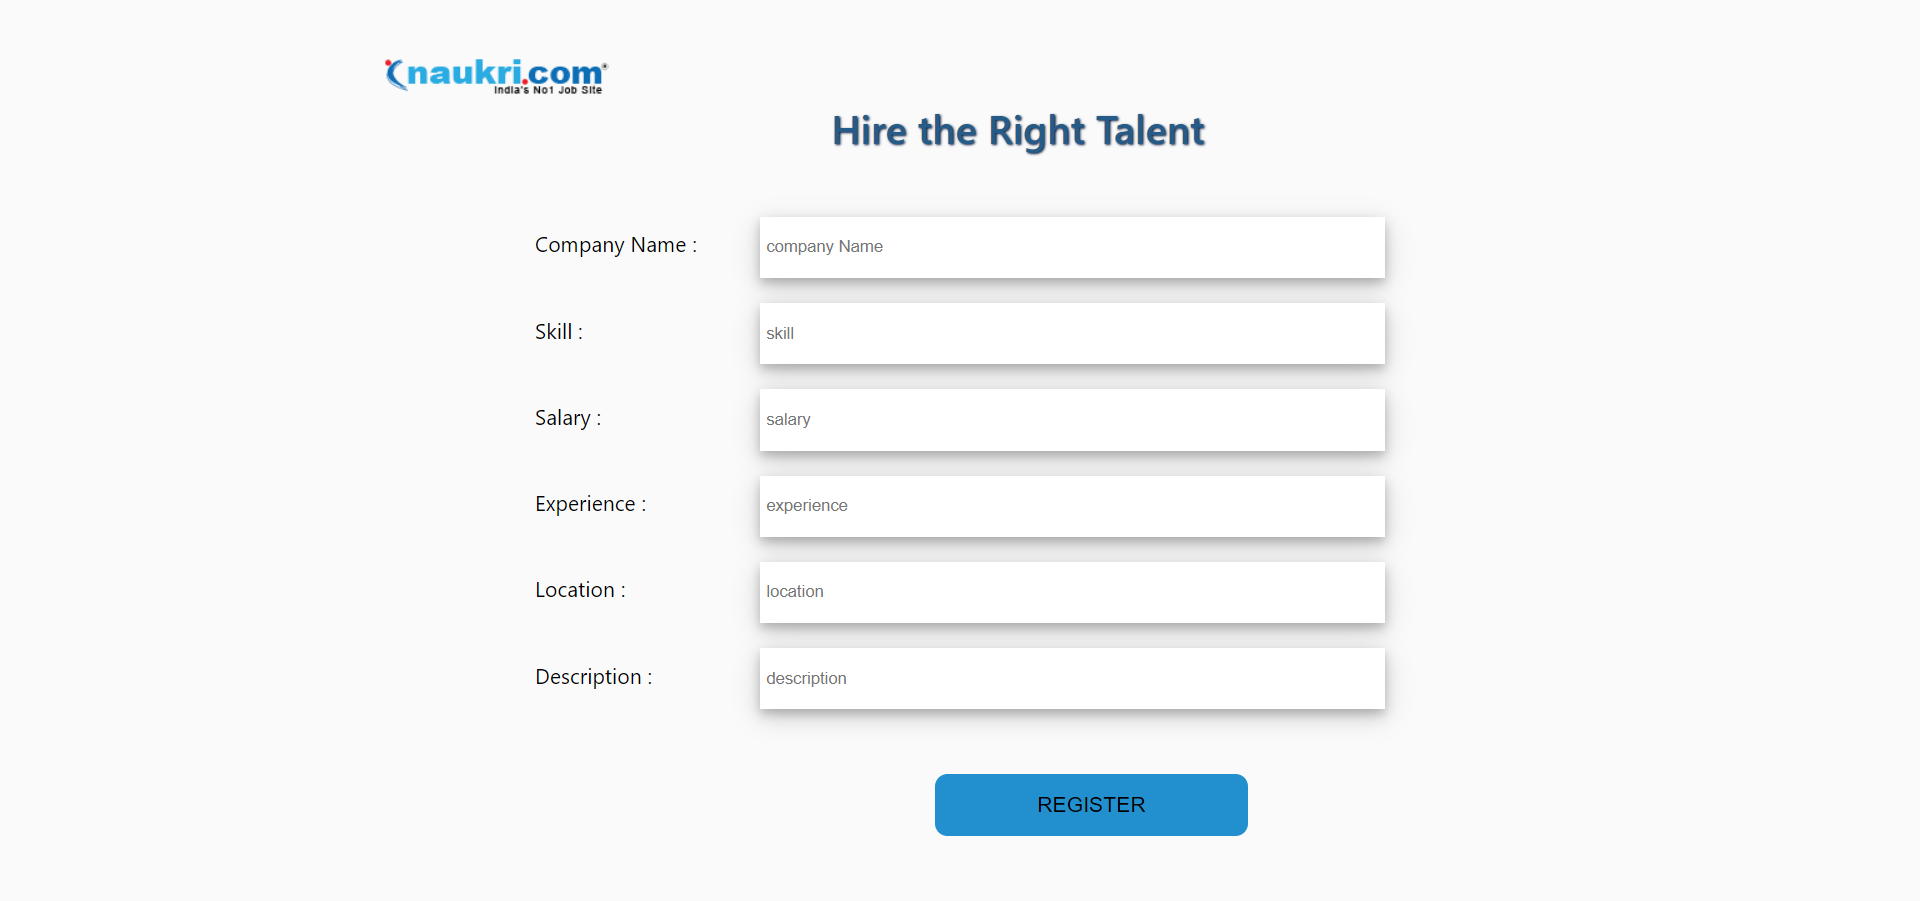 naukri.com
India's No1 Job Site
Hire the Right Talent
Company Name :
company Name
Skill :
skill
Salary :
salary
Experience :
experience
Location :
location
Description :
description
REGISTER